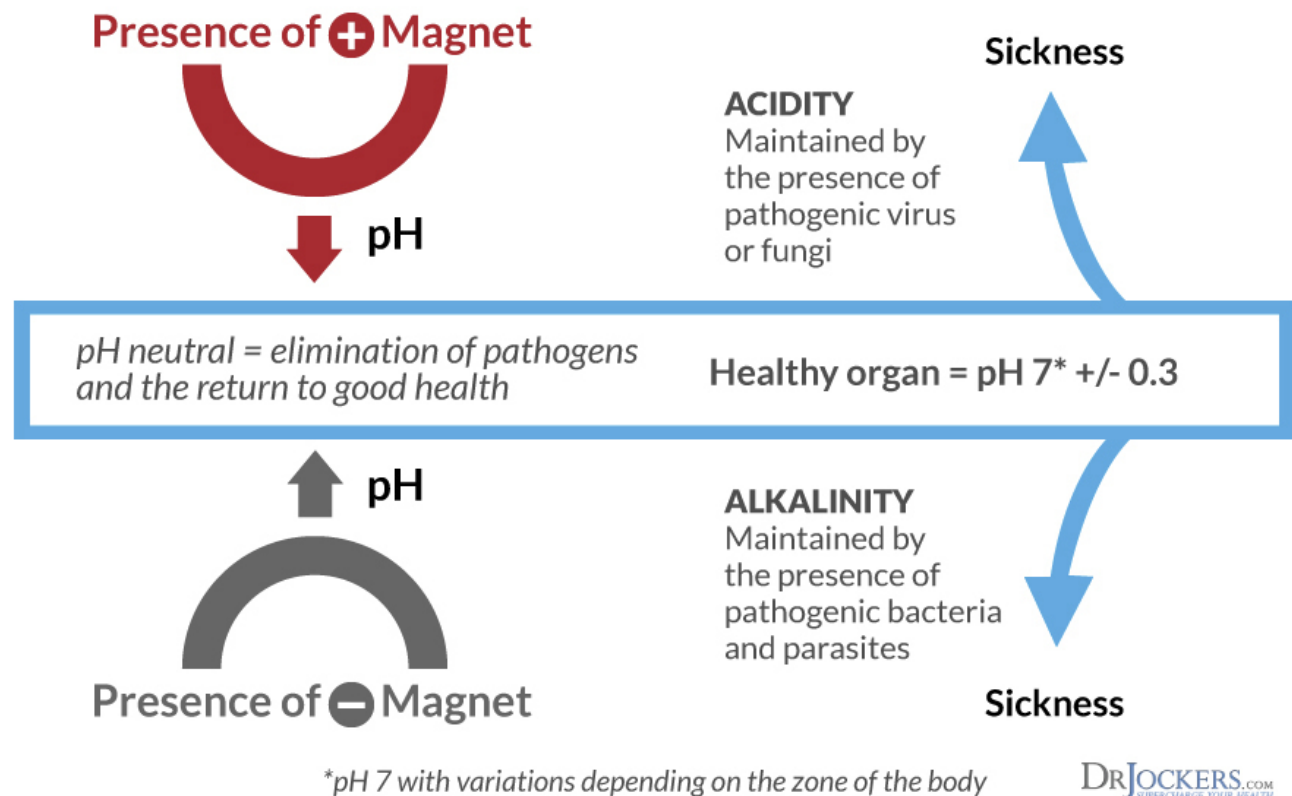 Presence of + Magnet
pH
pH neutral = elimination of pathogens
and the return to good health
pH
Presence of − Magnet
Sickness
ACIDITY
Maintained by
the presence of
pathogenic virus
or fungi
Healthy organ = pH 7* +/- 0.3
ALKALINITY
Maintained by
the presence of
pathogenic bacteria
and parasites
Sickness
*pH 7 with variations depending on the zone of the body
DRJOCKERS.COM
SUPERCHARGE YOUR HEALTH